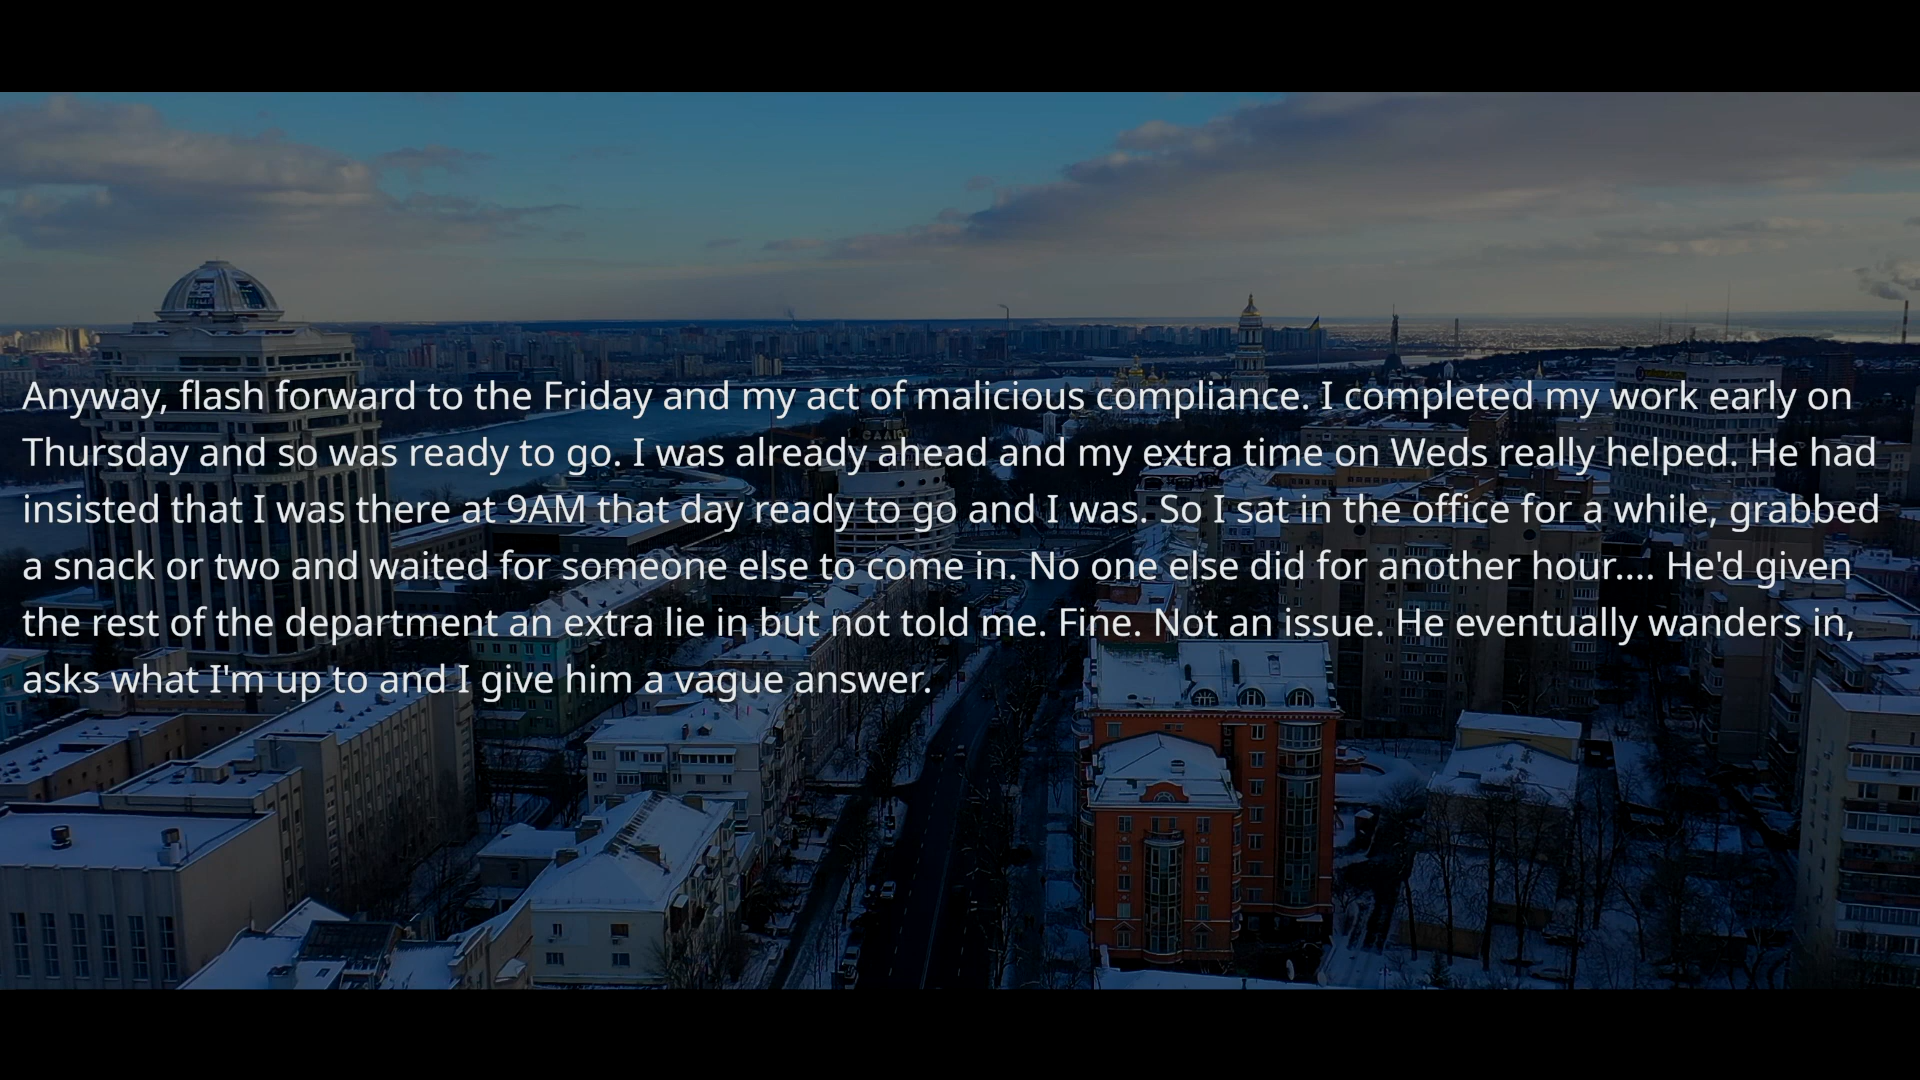 Anyway, flash forward to the Friday and my act of malicious compliance. I completed my work early on
Thursday and so was ready to go. I was already ahead and my extra time on Weds really helped. He had
insisted that I was there at 9AM that day ready to go and I was. So I sat in the office for a while, grabbed
a snack or two and waited for someone else to come in. No one else did for another hour.... He'd given
the rest of the department an extra lie in but not told me. Fine. Not an issue. He eventually wanders in,
asks what I'm up to and I give him a vague answer.